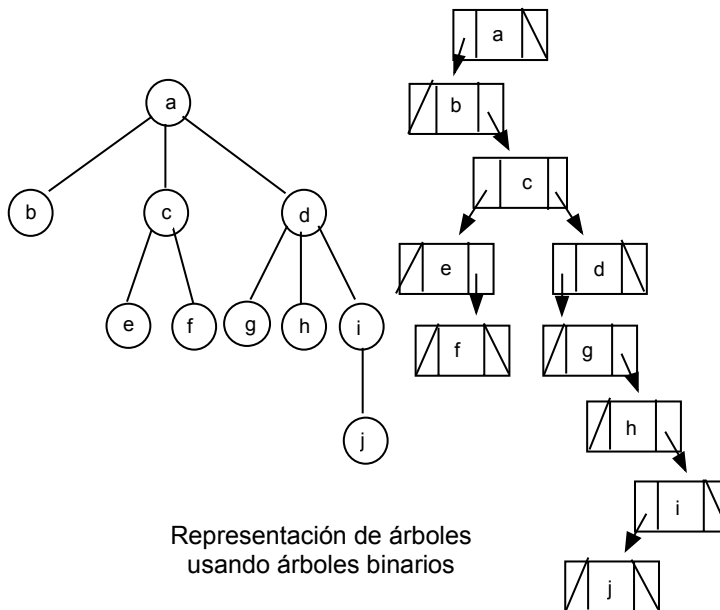 a
b
c
d
e
f
g
h
i
j
a
b
c
e
d
f
g
h
i
j
Representación de árboles
usando árboles binarios